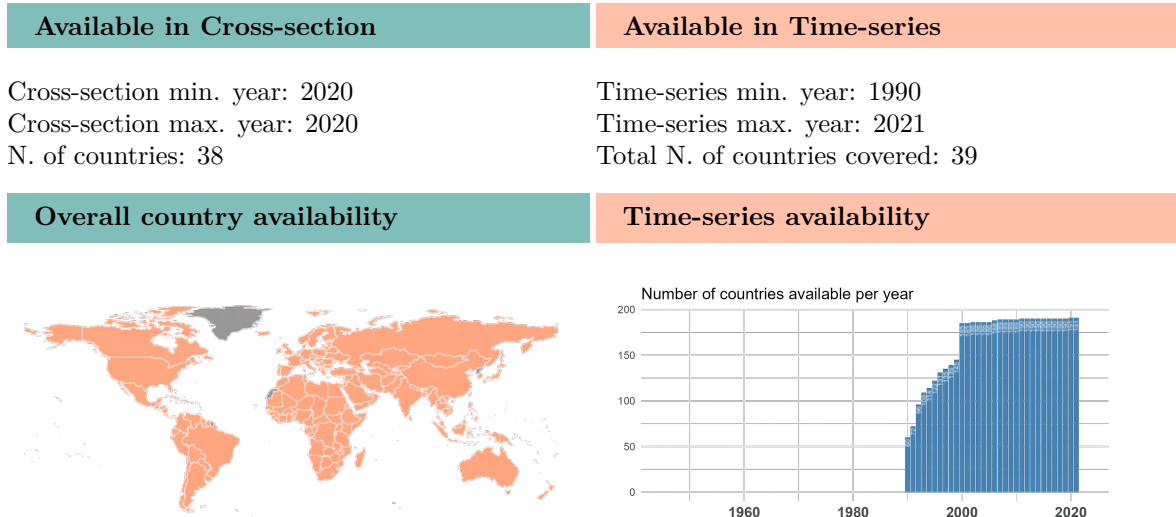 Available in Cross-section
Available in Time-series
Cross-section min. year: 2020
Cross-section max. year: 2020
N. of countries: 38
Time-series min. year: 1990
Time-series max. year: 2021
Total N. of countries covered: 39
Overall country availability
Time-series availability
Number of countries available per year
200
150
100
50
0
1960 1980 2000 2020